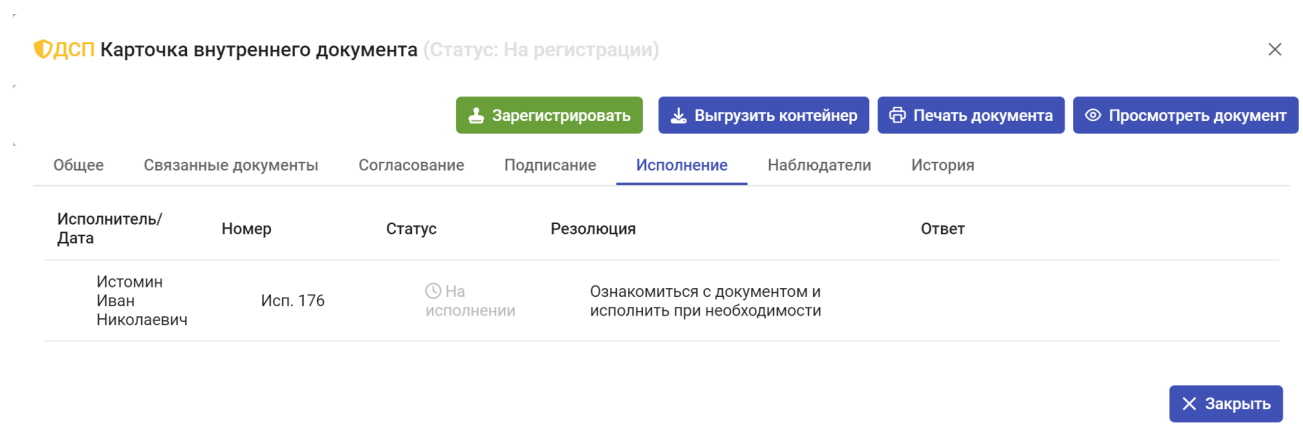 ДСП Карточка внутреннего документа (Статус: На регистрации)
Зарегистрировать Выгрузить контейнер Печать документа Просмотреть документ
Общее Связанные документы Согласование Подписание Исполнение Наблюдатели История
Исполнитель/
Дата
Номер
Статус
Резолюция
Ответ
Истомин
Иван
Николаевич
Исп. 176
На
исполнении
Ознакомиться с документом и
исполнить при необходимости
Закрыть